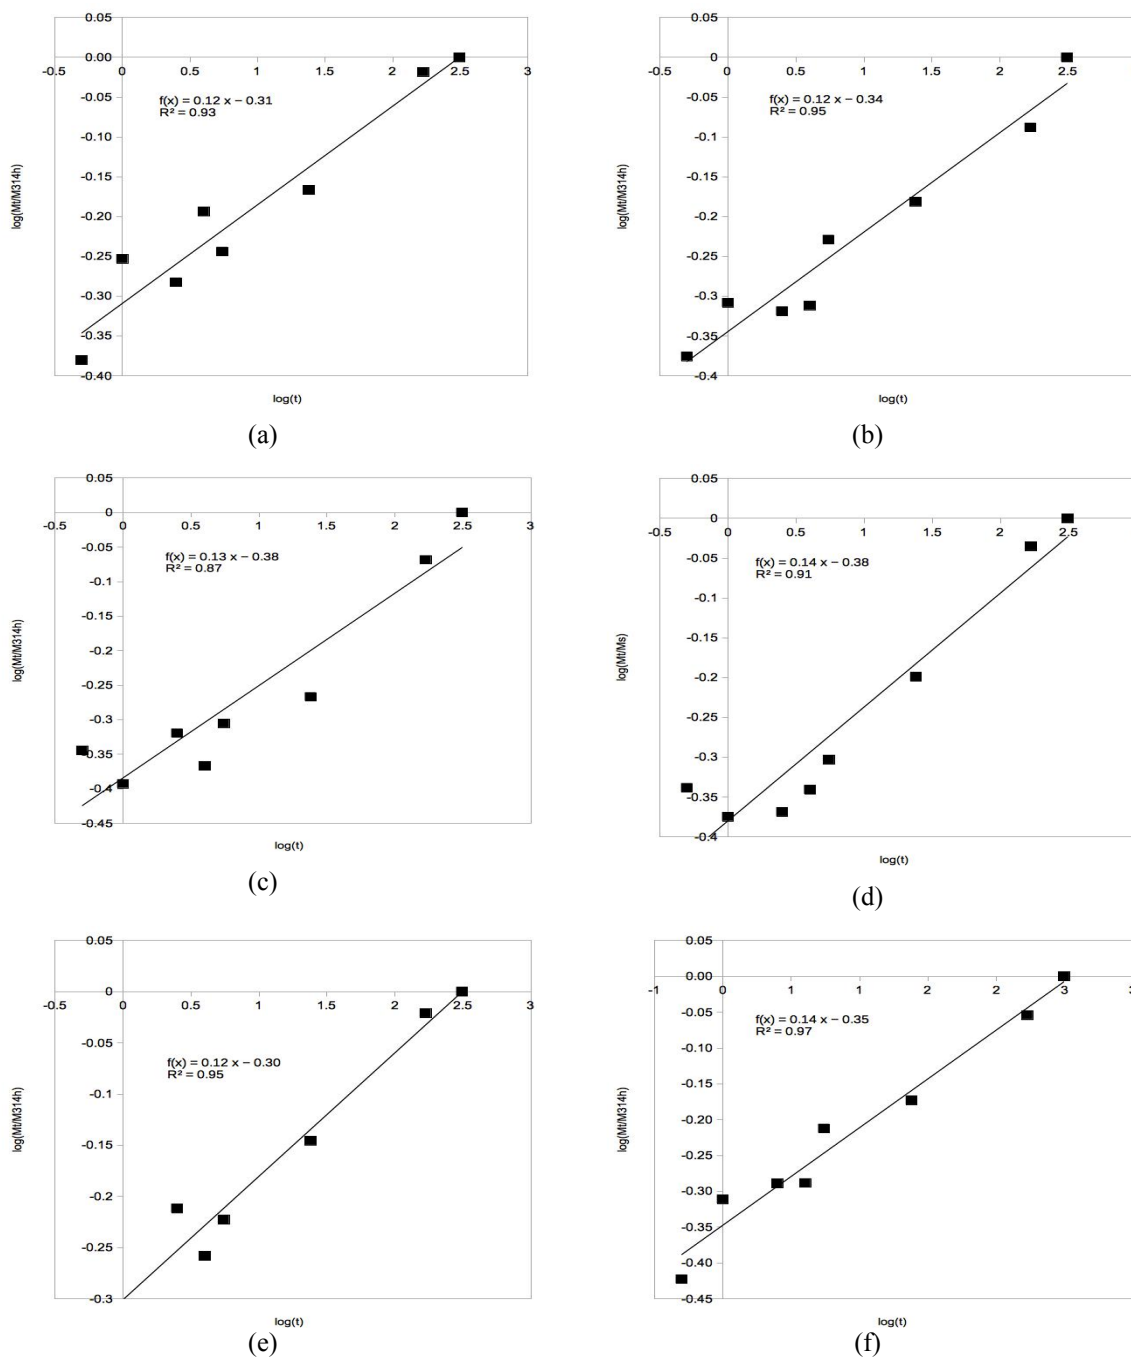 0.05
0.00
-0.5 0 0.5 1 1.5 2 2.5 3
-0.05
f(x) = 0.12 x – 0.31
R² = 0.93
-0.10
-0.15
-0.20
-0.25
-0.30
-0.35
-0.40
log(Mt/M314h)
log(t)
(a)
0.05
0
-0.5 0 0.5 1 1.5 2 2.5
-0.05
f(x) = 0.12 x – 0.34
R² = 0.95
-0.1
-0.15
-0.2
-0.25
-0.3
-0.35
-0.4
log(Mt/M314h)
log(t)
(b)
0.05
0
-0.5 0 0.5 1 1.5 2 2.5 3
-0.05
f(x) = 0.13 x – 0.38
R² = 0.87
-0.1
-0.15
-0.2
-0.25
-0.3
-0.35
-0.4
-0.45
log(Mt/M314h)
log(t)
(c)
0.05
0
-0.5 0 0.5 1 1.5 2 2.5
-0.05
f(x) = 0.14 x – 0.38
R² = 0.91
-0.1
-0.15
-0.2
-0.25
-0.3
-0.35
-0.4
log(Mt/Ms)
log(t)
(d)
0.05
0
-0.5 0 0.5 1 1.5 2 2.5 3
-0.05
f(x) = 0.12 x – 0.30
R² = 0.95
-0.1
-0.15
-0.2
-0.25
-0.3
log(Mt/M314h)
log(t)
(e)
0.05
0.00
-1 0 1 1 2 2 3 3
-0.05
f(x) = 0.14 x – 0.35
R² = 0.97
-0.10
-0.15
-0.20
-0.25
-0.30
-0.35
-0.40
-0.45
log(Mt/M314h)
log(t)
(f)